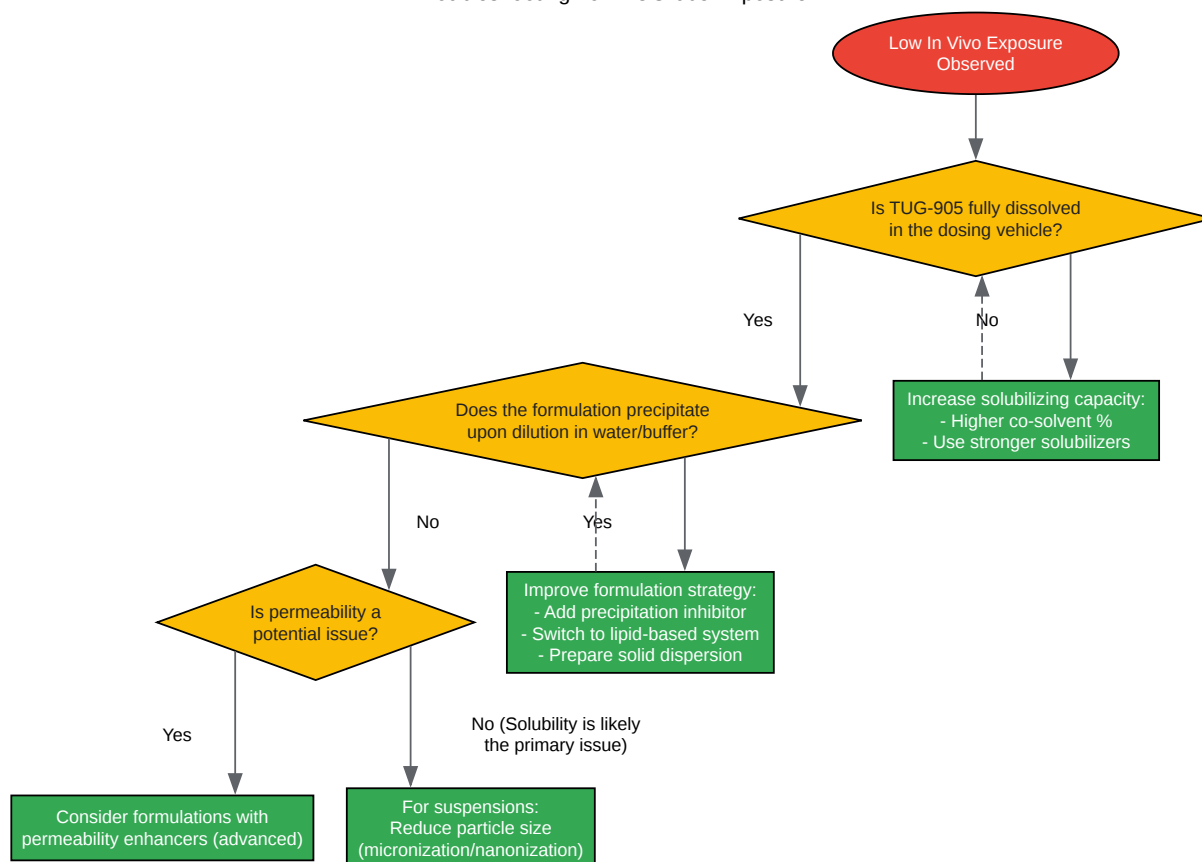 Low In Vivo Exposure
Observed
Is TUG-905 fully dissolved
in the dosing vehicle?
Yes
No
Increase solubilizing capacity:
- Higher co-solvent %
- Use stronger solubilizers
Does the formulation precipitate
upon dilution in water/buffer?
No
Yes
Improve formulation strategy:
- Add precipitation inhibitor
- Switch to lipid-based system
- Prepare solid dispersion
Is permeability a
potential issue?
Yes
No (Solubility is likely
the primary issue)
Consider formulations with
permeability enhancers (advanced)
For suspensions:
Reduce particle size
(micronization/nanonization)